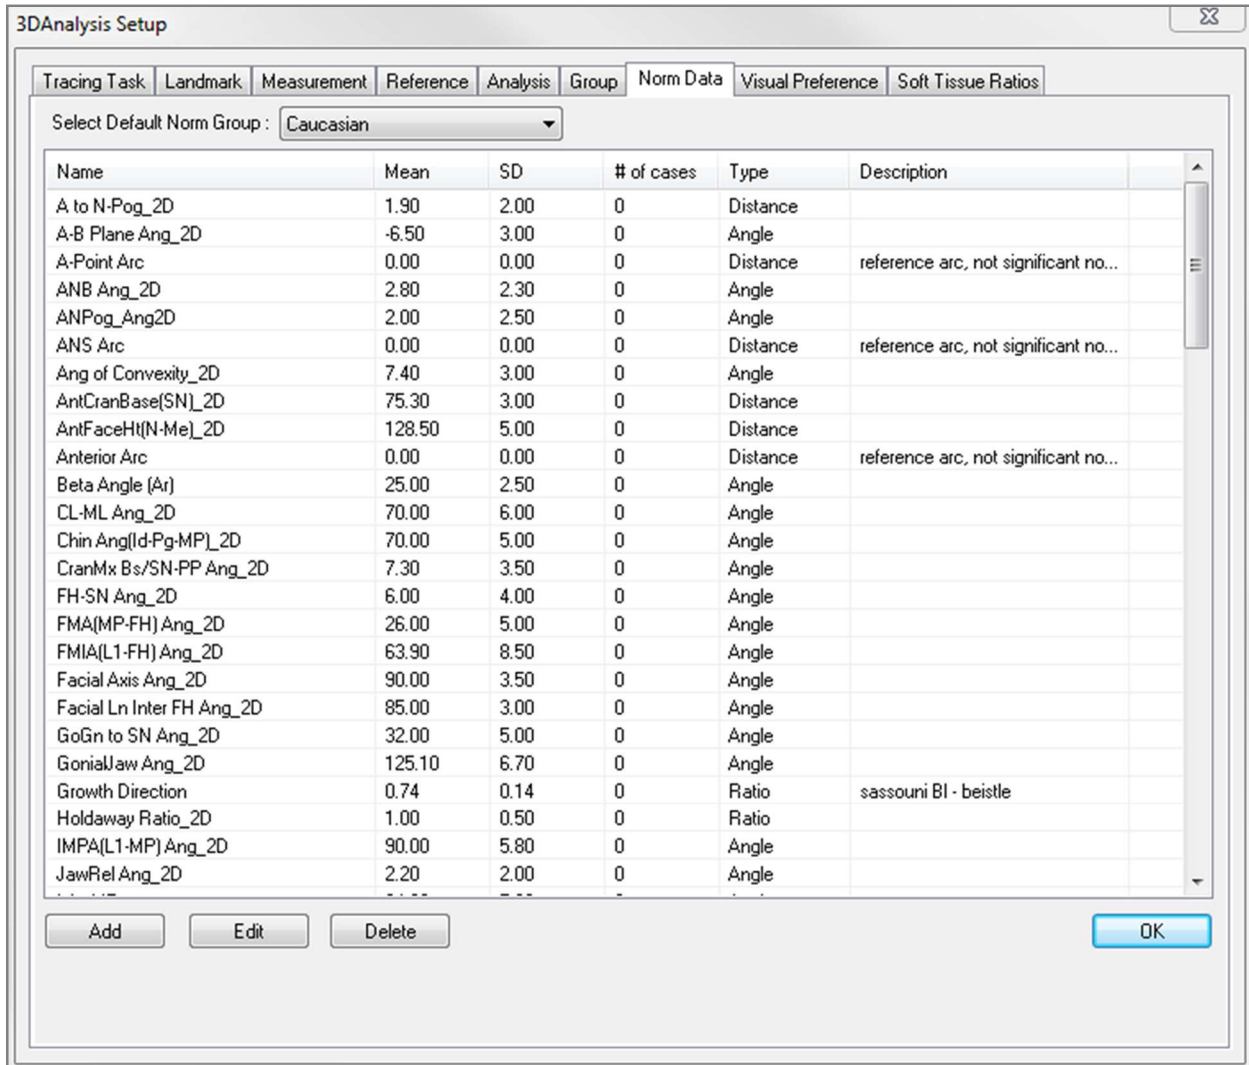 3DAnalysis Setup
Tracing Task Landmark Measurement Reference Analysis Group Norm Data Visual Preference Soft Tissue Ratios
Select Default Norm Group : Caucasian
Name Mean SD # of cases Type Description
A to N-Pog_2D 1.90 2.00 0 Distance
A-B Plane Ang_2D -6.50 3.00 0 Angle
A-Point Arc 0.00 0.00 0 Distance reference arc, not significant no...
ANB Ang_2D 2.80 2.30 0 Angle
ANPog_Ang2D 2.00 2.50 0 Angle
ANS Arc 0.00 0.00 0 Distance reference arc, not significant no...
Ang of Convexity_2D 7.40 3.00 0 Angle
AntCranBase(SN)_2D 75.30 3.00 0 Distance
AntFaceHt(N-Me)_2D 128.50 5.00 0 Distance
Anterior Arc 0.00 0.00 0 Distance reference arc, not significant no...
Beta Angle (Ar) 25.00 2.50 0 Angle
CL-ML Ang_2D 70.00 6.00 0 Angle
Chin Ang(Id-Pg-MP)_2D 70.00 5.00 0 Angle
CranMx Bs/SN-PP Ang_2D 7.30 3.50 0 Angle
FH-SN Ang_2D 6.00 4.00 0 Angle
FMA(MP-FH) Ang_2D 26.00 5.00 0 Angle
FMIA(L1-FH) Ang_2D 63.90 8.50 0 Angle
Facial Axis Ang_2D 90.00 3.50 0 Angle
Facial Ln Inter FH Ang_2D 85.00 3.00 0 Angle
GoGn to SN Ang_2D 32.00 5.00 0 Angle
GonialJaw Ang_2D 125.10 6.70 0 Angle
Growth Direction 0.74 0.14 0 Ratio sassouni BI - beistle
Holdaway Ratio_2D 1.00 0.50 0 Ratio
IMPA(L1-MP) Ang_2D 90.00 5.80 0 Angle
JawRel Ang_2D 2.20 2.00 0 Angle
Add Edit Delete OK